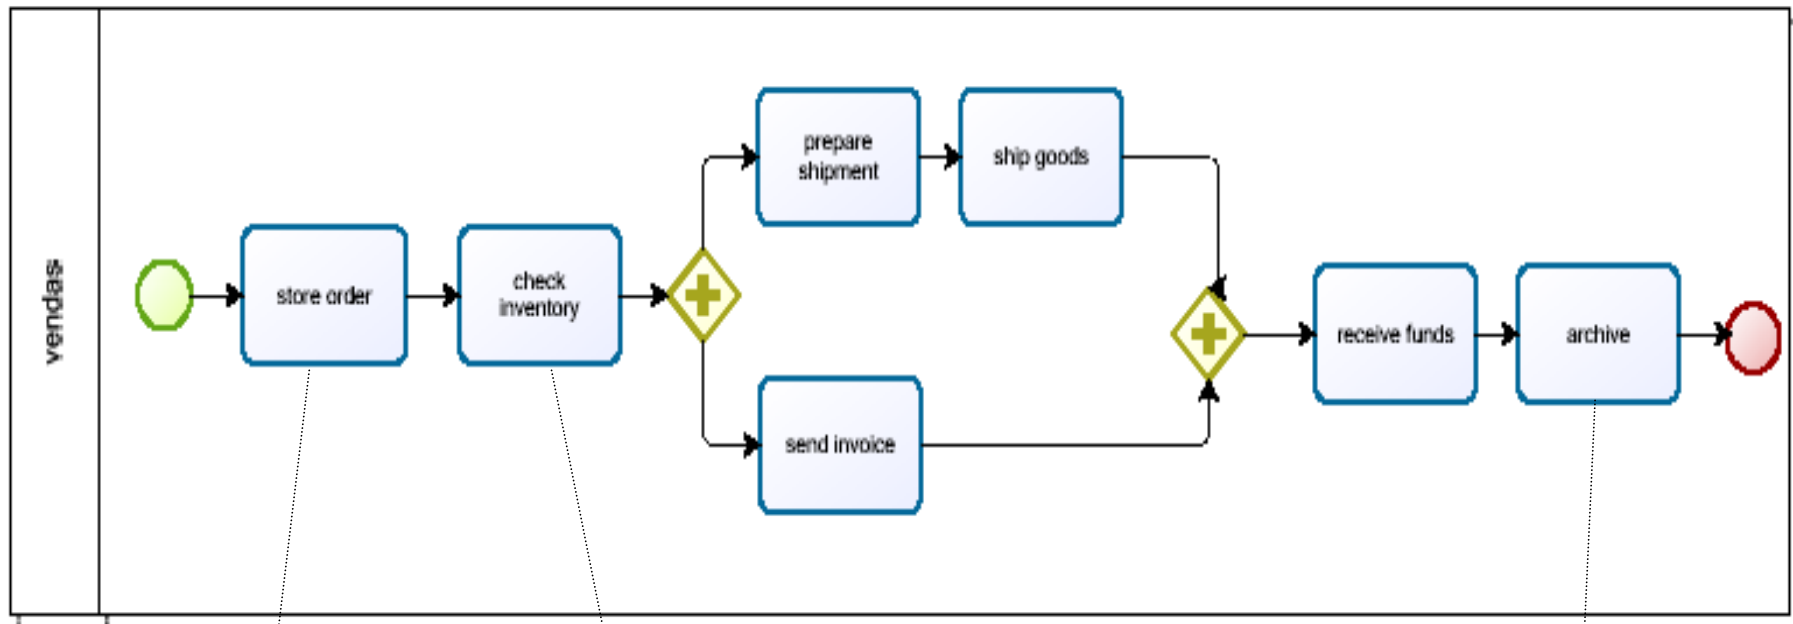 vendas
store order
check
inventory
prepare
shipment
ship goods
send invoice
receive funds
archive